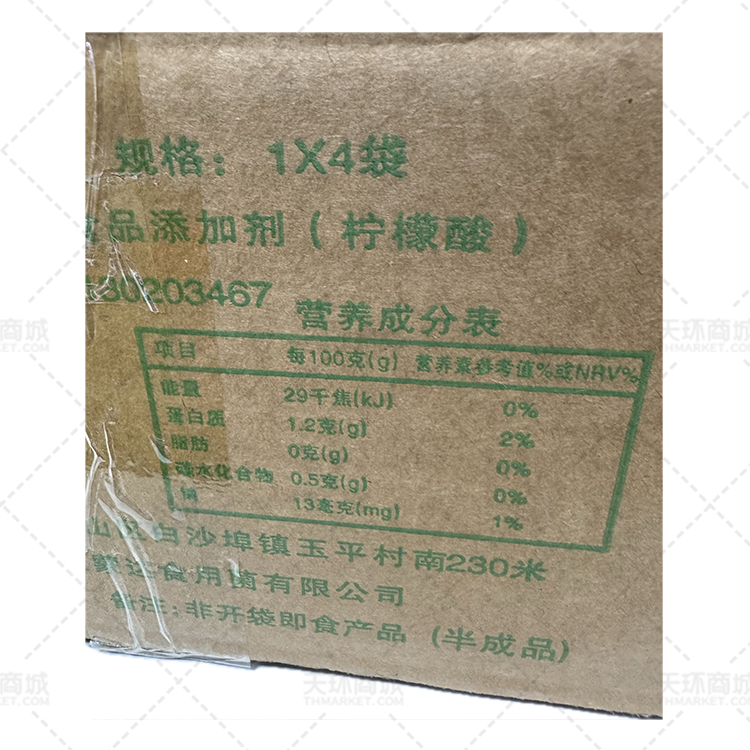 规格：1X4袋
食品添加剂（柠檬酸）
30203467
营养成分表
项目 每100克(g) 营养素参考值%或NRV%
能量 29千焦(kJ) 0%
蛋白质 1.2克(g) 2%
脂肪 0克(g) 0%
碳水化合物 0.5克(g) 0%
钠 13毫克(mg) 1%
山区白沙埠镇玉平村南230米
食用菌有限公司
备注：非开袋即食产品（半成品）
天环商城
THMARKET.COM